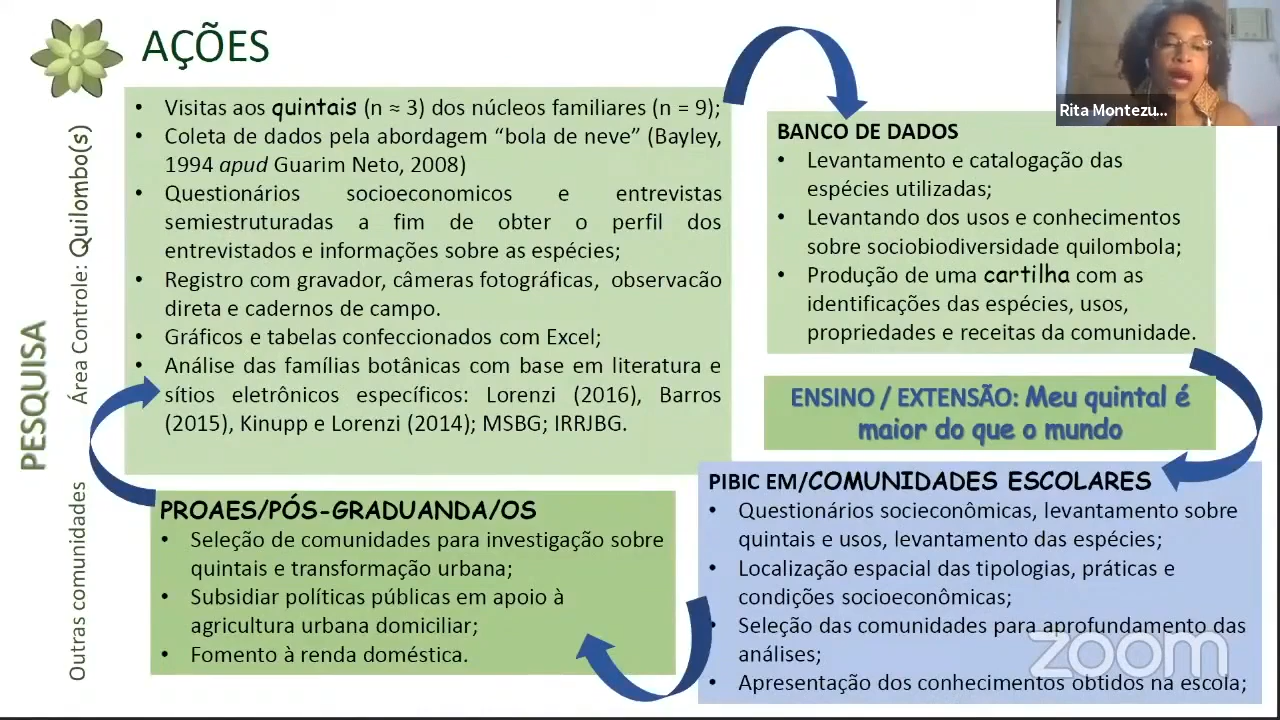 AÇÕES
PESQUISA
Área Controle: Quilombo(s)
Outras comunidades
• Visitas aos quintais (n ≈ 3) dos núcleos familiares (n = 9);
• Coleta de dados pela abordagem “bola de neve” (Bayley,
1994 apud Guarim Neto, 2008)
• Questionários socioeconomicos e entrevistas
semiestruturadas a fim de obter o perfil dos
entrevistados e informações sobre as espécies;
• Registro com gravador, câmeras fotográficas, observacão
direta e cadernos de campo.
• Gráficos e tabelas confeccionados com Excel;
• Análise das famílias botânicas com base em literatura e
sítios eletrônicos específicos: Lorenzi (2016), Barros
(2015), Kinupp e Lorenzi (2014); MSBG; IRRJBG.
Rita Montezu...
BANCO DE DADOS
• Levantamento e catalogação das
espécies utilizadas;
• Levantando dos usos e conhecimentos
sobre sociobiodiversidade quilombola;
• Produção de uma cartilha com as
identificações das espécies, usos,
propriedades e receitas da comunidade.
ENSINO / EXTENSÃO: Meu quintal é
maior do que o mundo
PIBIC EM/COMUNIDADES ESCOLARES
• Questionários socieconômicas, levantamento sobre
quintais e usos, levantamento das espécies;
• Localização espacial das tipologias, práticas e
condições socioeconômicas;
• Seleção das comunidades para aprofundamento das
análises;
• Apresentação dos conhecimentos obtidos na escola;
PROAES/PÓS-GRADUANDA/OS
• Seleção de comunidades para investigação sobre
quintais e transformação urbana;
• Subsidiar políticas públicas em apoio à
agricultura urbana domiciliar;
• Fomento à renda doméstica.
zoom